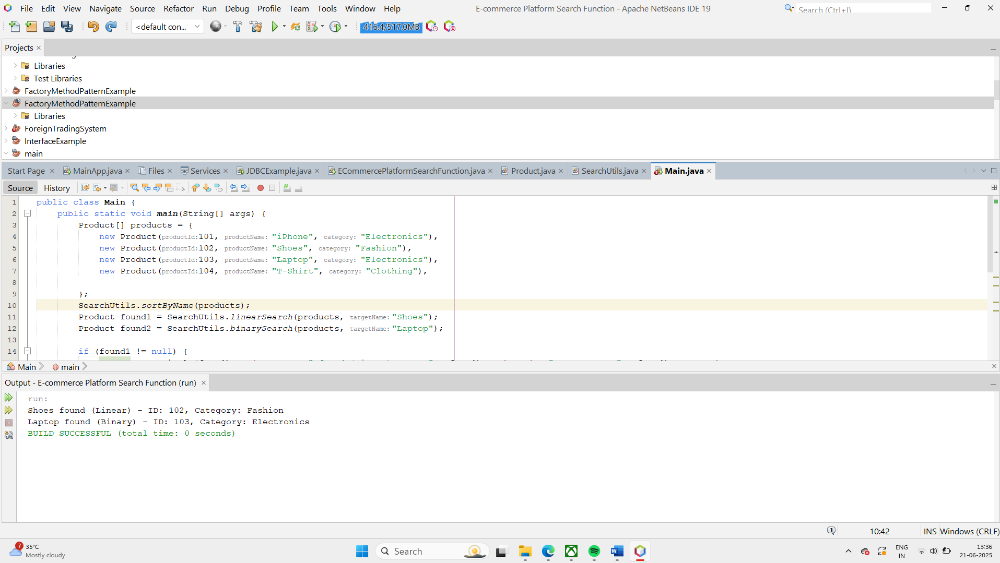 File Edit View Navigate Source Refactor Run Debug Profile Team Tools Window Help
E-commerce Platform Search Function - Apache NetBeans IDE 19
Search (Ctrl+I)
<default con...
416.4/517.0MB
Projects
Libraries
Test Libraries
FactoryMethodPatternExample
FactoryMethodPatternExample
Libraries
ForeignTradingSystem
InterfaceExample
main
Start Page MainApp.java Files Services JDBCExample.java ECommercePlatformSearchFunction.java Product.java SearchUtils.java Main.java
Source History
1 public class Main {
2 public static void main(String[] args) {
3 Product[] products = {
4 new Product(productId:101, productName: "iPhone", category: "Electronics"),
5 new Product(productId:102, productName: "Shoes", category: "Fashion"),
6 new Product(productId:103, productName: "Laptop", category: "Electronics"),
7 new Product(productId:104, productName: "T-Shirt", category: "Clothing"),
8
9 };
10 SearchUtils.sortByName(products);
11 Product found1 = SearchUtils.linearSearch(products, targetName: "Shoes");
12 Product found2 = SearchUtils.binarySearch(products, targetName: "Laptop");
13
14 if (found1 != null) {
Main main
Output - E-commerce Platform Search Function (run)
run:
Shoes found (Linear) - ID: 102, Category: Fashion
Laptop found (Binary) - ID: 103, Category: Electronics
BUILD SUCCESSFUL (total time: 0 seconds)
1
10:42
INS
Windows (CRLF)
7
35°C
Mostly cloudy
Search
ENG
IN
13:36
21-06-2025